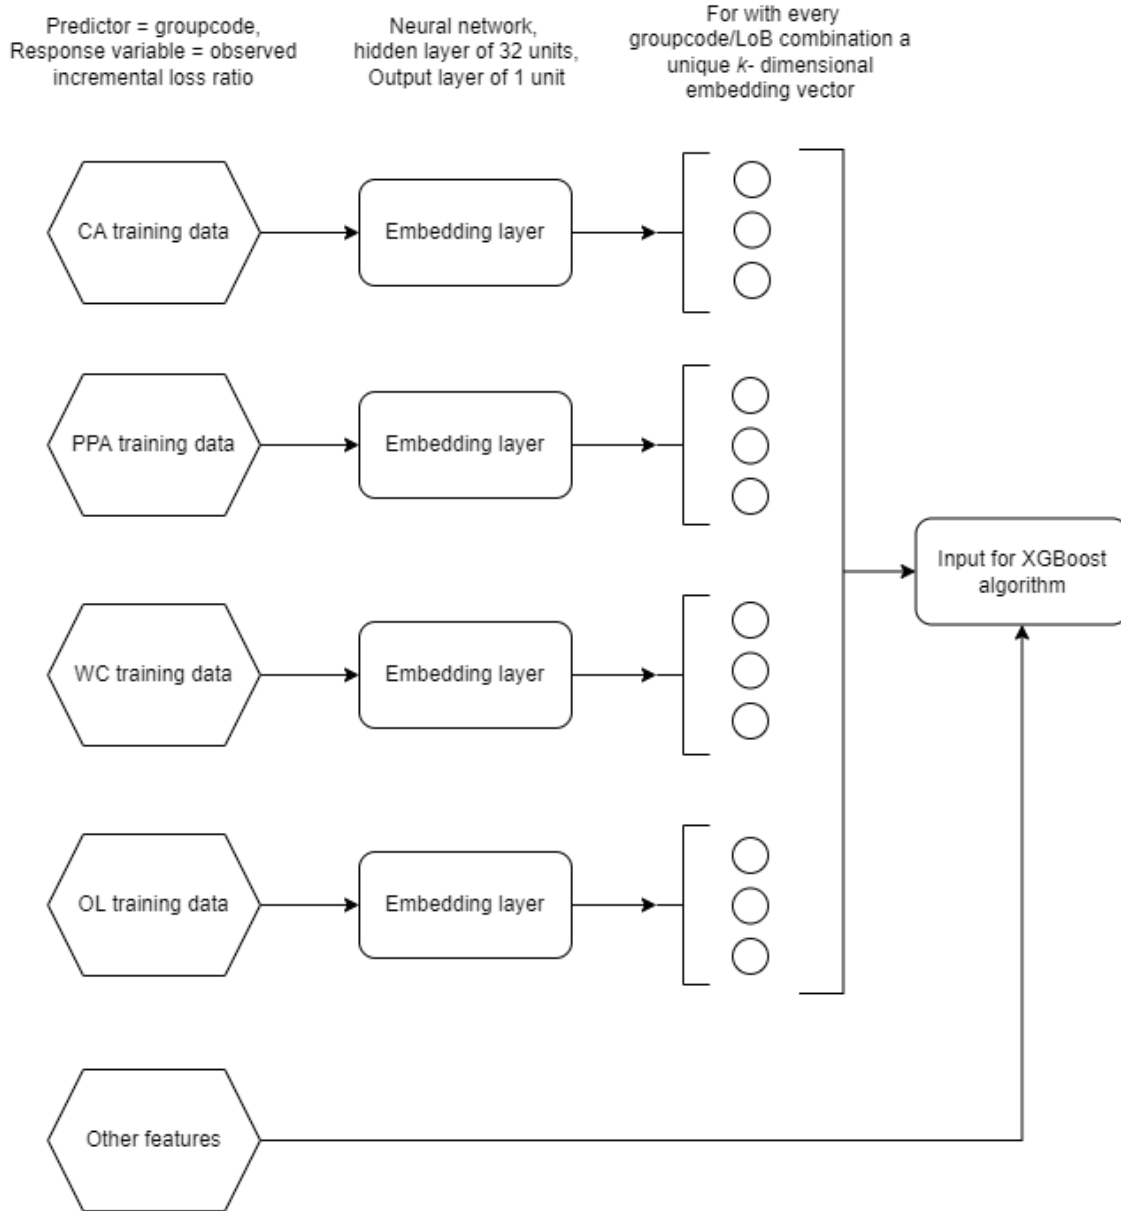 Predictor = groupcode,
Response variable = observed
incremental loss ratio
Neural network,
hidden layer of 32 units,
Output layer of 1 unit
For with every
groupcode/LoB combination a
unique k- dimensional
embedding vector
CA training data
Embedding layer
PPA training data
Embedding layer
Input for XGBoost
algorithm
WC training data
Embedding layer
OL training data
Embedding layer
Other features